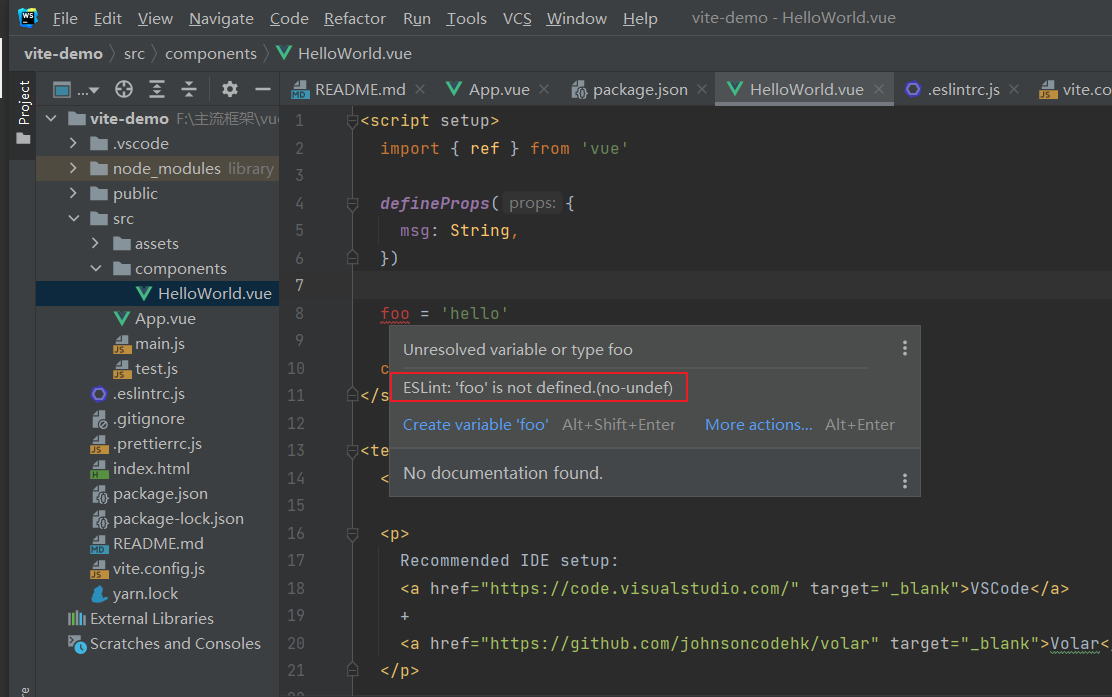 WS File Edit View Navigate Code Refactor Run Tools VCS Window Help vite-demo - HelloWorld.vue
vite-demo src components HelloWorld.vue
Project
...
README.md App.vue package.json HelloWorld.vue .eslintrc.js vite.co
vite-demo F:\主流框架\vue
.vscode
node_modules library
public
src
assets
components
HelloWorld.vue
App.vue
main.js
test.js
.eslintrc.js
.gitignore
.prettierrc.js
index.html
package.json
package-lock.json
README.md
vite.config.js
yarn.lock
External Libraries
Scratches and Consoles
1 <script setup>
2 import { ref } from 'vue'
3
4 defineProps( props: {
5 msg: String,
6 })
7
8 foo = 'hello'
9
10 c
11 </s
12
13 <te
14 <
15
16 <p>
17 Recommended IDE setup:
18 <a href="https://code.visualstudio.com/" target="_blank">VSCode</a>
19 +
20 <a href="https://github.com/johnsoncodehk/volar" target="_blank">Volar<
21 </p>
Unresolved variable or type foo
ESLint: 'foo' is not defined.(no-undef)
Create variable 'foo' Alt+Shift+Enter More actions... Alt+Enter
No documentation found.